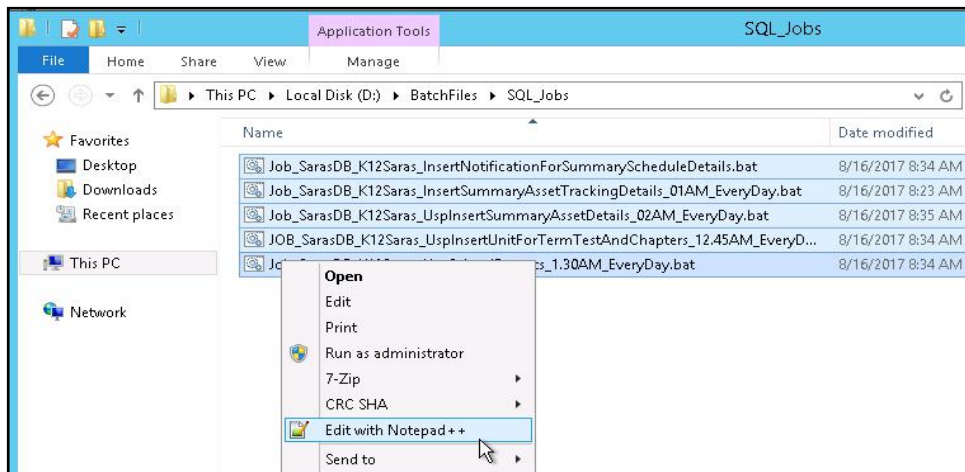 Application Tools
SQL_Jobs
File Home Share View Manage
This PC Local Disk (D:) BatchFiles SQL_Jobs
Favorites
Desktop
Downloads
Recent places
This PC
Network
Name Date modified
Job_SarasDB_K12Saras_InsertNotificationForSummaryScheduleDetails.bat 8/16/2017 8:34 AM
Job_SarasDB_K12Saras_InsertSummaryAssetTrackingDetails_01AM_EveryDay.bat 8/16/2017 8:23 AM
Job_SarasDB_K12Saras_UspInsertSummaryAssetDetails_02AM_EveryDay.bat 8/16/2017 8:35 AM
JOB_SarasDB_K12Saras_UspInsertUnitForTermTestAndChapters_12.45AM_EveryD... 8/16/2017 8:34 AM
s_1.30AM_EveryDay.bat 8/16/2017 8:34 AM
Open
Edit
Print
Run as administrator
7-Zip
CRC SHA
Edit with Notepad++
Send to